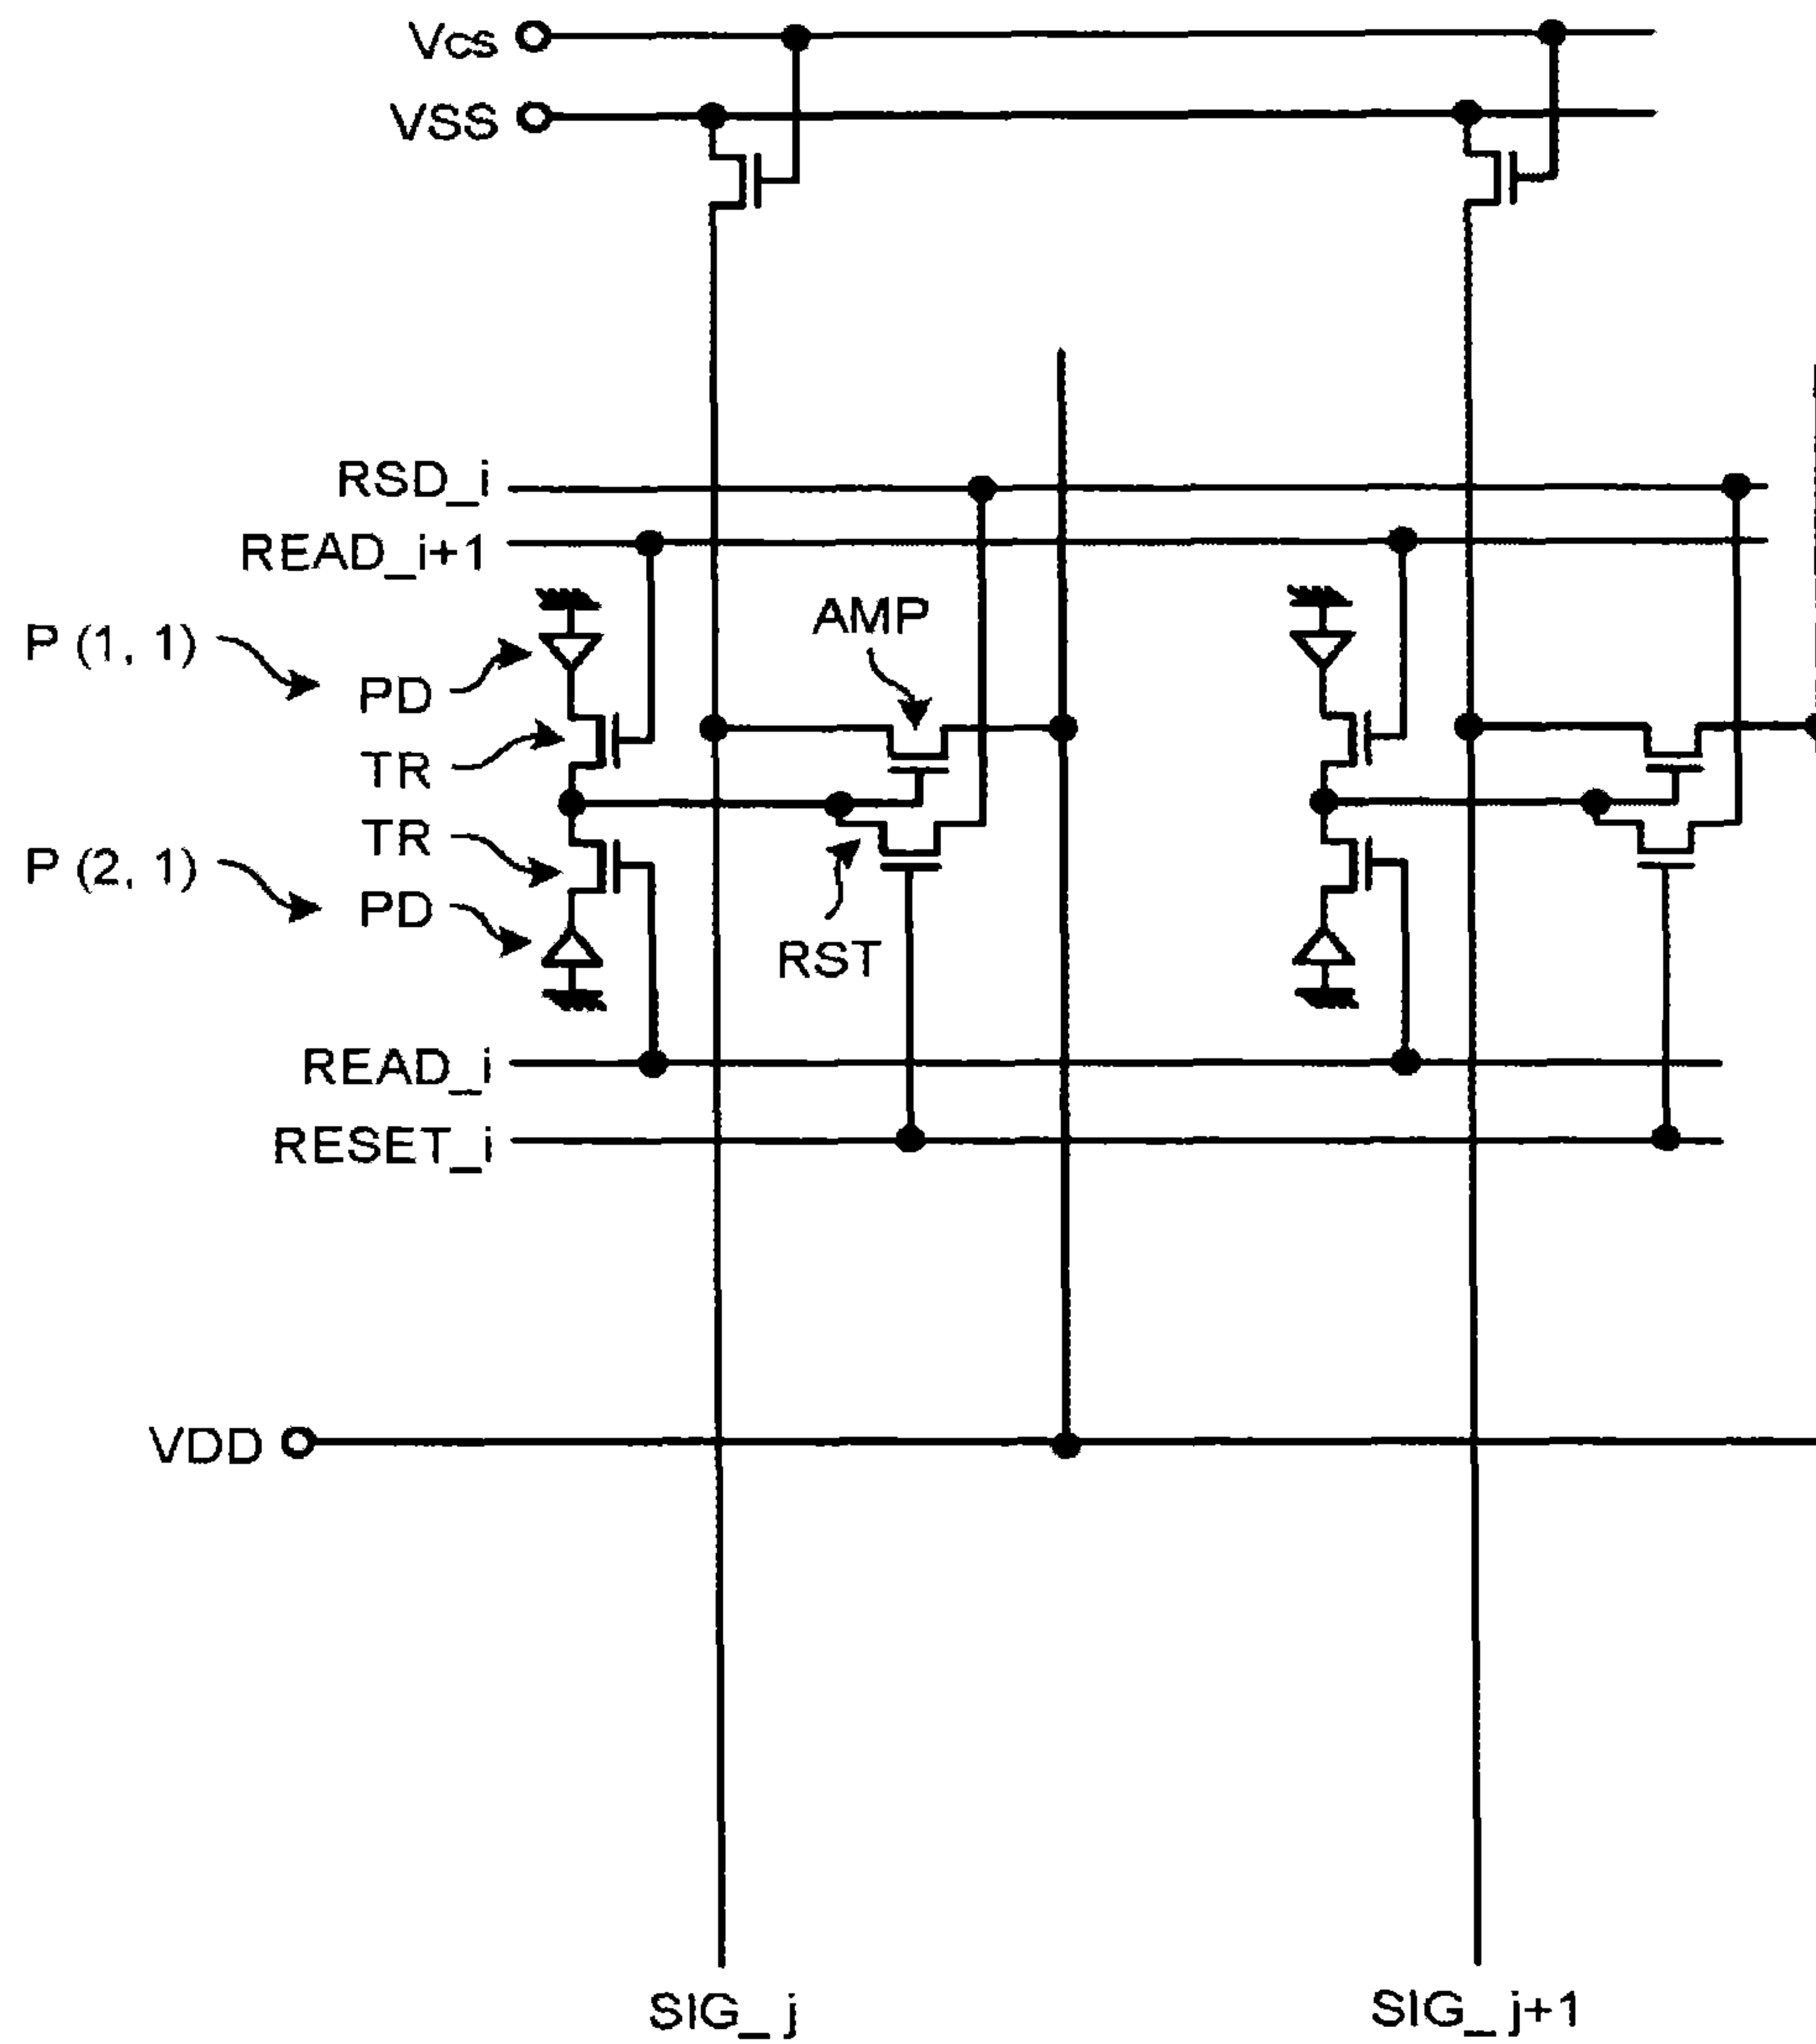 Vcs
VSS
RSD_i
READ_i+1
AMP
P (1, 1)
PD
TR
TR
P (2, 1)
PD
RST
READ_i
RESET_i
VDD
SIG_ j
SIG_ j+1